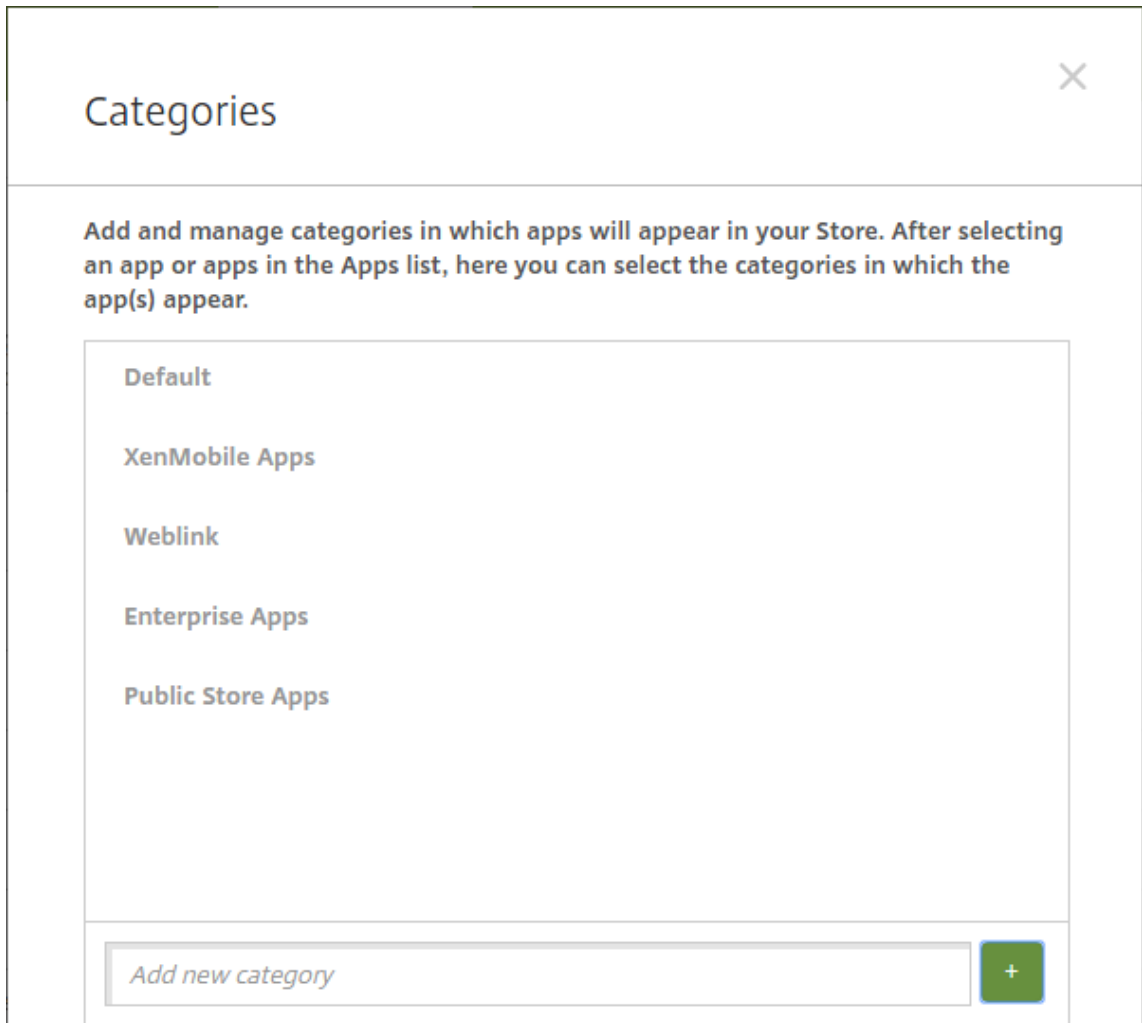 Categories
Add and manage categories in which apps will appear in your Store. After selecting
an app or apps in the Apps list, here you can select the categories in which the
app(s) appear.
Default
XenMobile Apps
Weblink
Enterprise Apps
Public Store Apps
Add new category
+